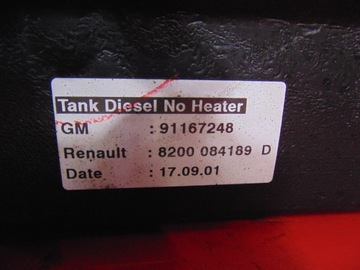 Tank Diesel No Heater
GM : 91167248
Renault : 8200 084189 D
Date : 17.09.01